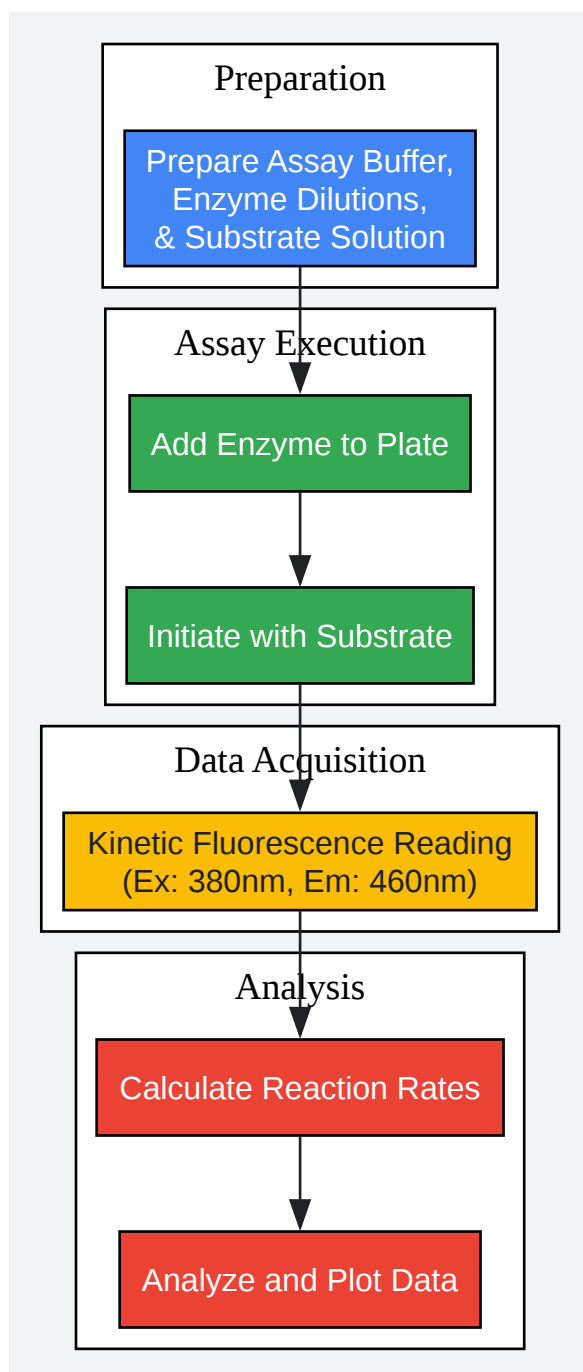 Preparation
Prepare Assay Buffer,
Enzyme Dilutions,
& Substrate Solution
Assay Execution
Add Enzyme to Plate
Initiate with Substrate
Data Acquisition
Kinetic Fluorescence Reading
(Ex: 380nm, Em: 460nm)
Analysis
Calculate Reaction Rates
Analyze and Plot Data